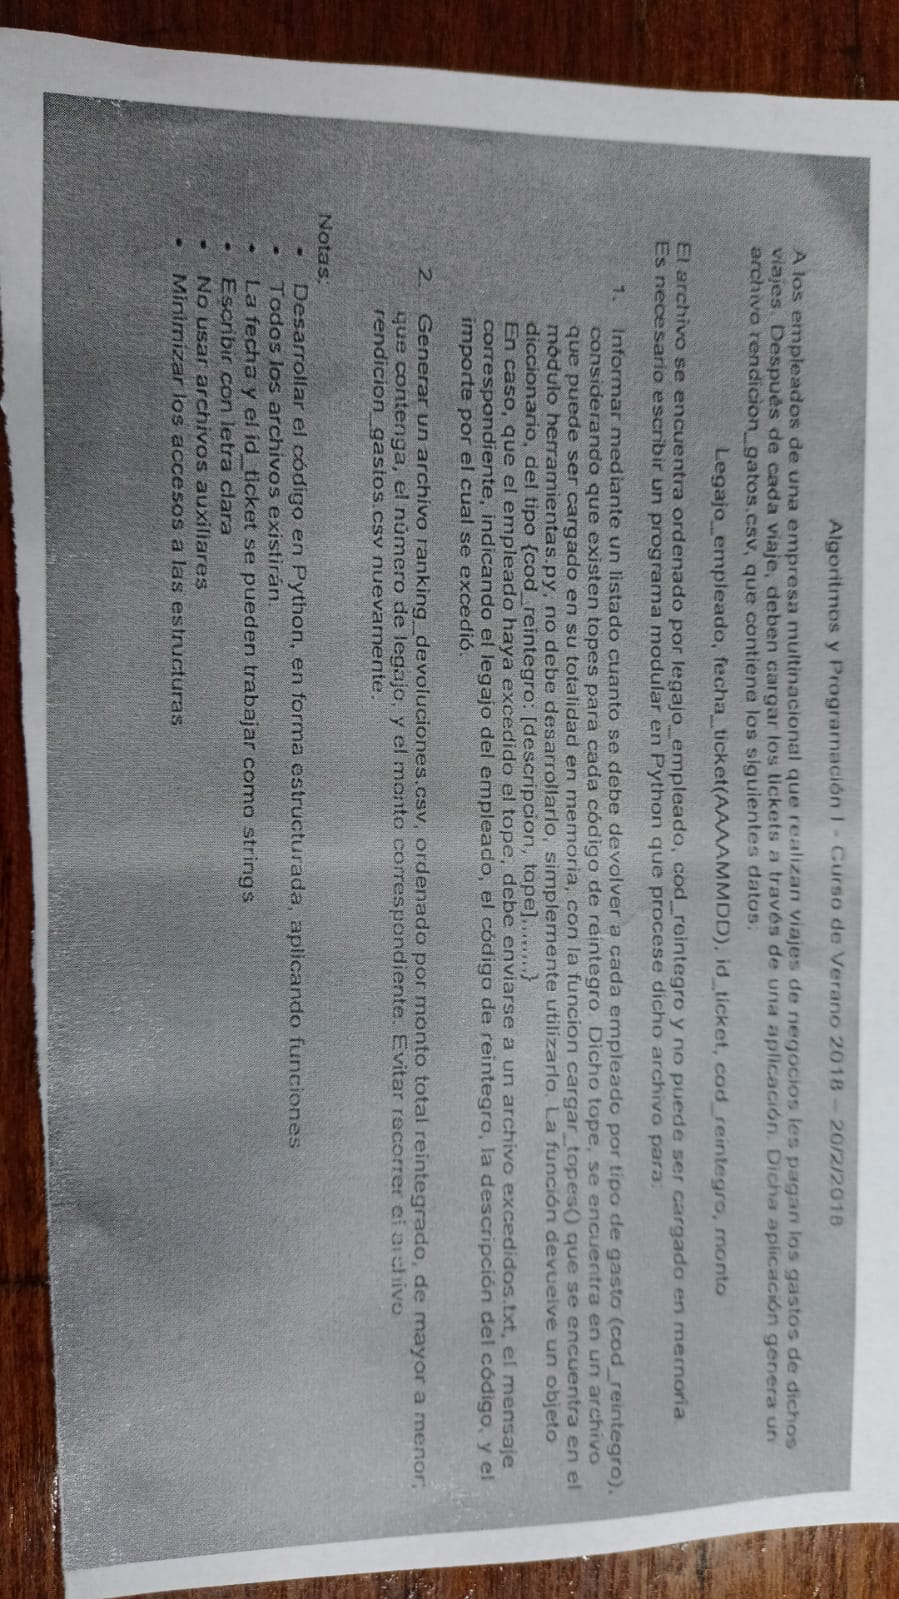 Algoritmos y Programación I - Curso de Verano 2018 – 20/2/2018
A los empleados de una empresa multinacional que realizan viajes de negocios les pagan los gastos de dichos
viajes. Después de cada viaje, deben cargar los tickets a través de una aplicación. Dicha aplicación genera un
archivo rendicion_gatos.csv, que contiene los siguientes datos:
Legajo_empleado, fecha_ticket(AAAAMMDD), id_ticket, cod_reintegro, monto
El archivo se encuentra ordenado por legajo_empleado, cod_reintegro y no puede ser cargado en memoria.
Es necesario escribir un programa modular en Python que procese dicho archivo para:
1. Informar mediante un listado cuanto se debe devolver a cada empleado por tipo de gasto (cod_reintegro),
considerando que existen topes para cada código de reintegro. Dicho tope, se encuentra en un archivo
que puede ser cargado en su totalidad en memoria, con la funcion cargar_topes() que se encuentra en el
módulo herramientas.py, no debe desarrollarlo, simplemente utilizarlo. La función devuelve un objeto
diccionario, del tipo {cod_reintegro: [descripcion, tope],.......}
En caso, que el empleado haya excedido el tope, debe enviarse a un archivo excedidos.txt, el mensaje
correspondiente, indicando el legajo del empleado, el código de reintegro, la descripción del código, y el
importe por el cual se excedió.
2. Generar un archivo ranking_devoluciones.csv, ordenado por monto total reintegrado, de mayor a menor;
que contenga, el número de legajo, y el monto correspondiente. Evitar recorrer el archivo
rendicion_gastos.csv nuevamente.
Notas:
• Desarrollar el código en Python, en forma estructurada, aplicando funciones
• Todos los archivos existirán.
• La fecha y el id_ticket se pueden trabajar como strings
• Escribir con letra clara
• No usar archivos auxiliares
• Minimizar los accesos a las estructuras